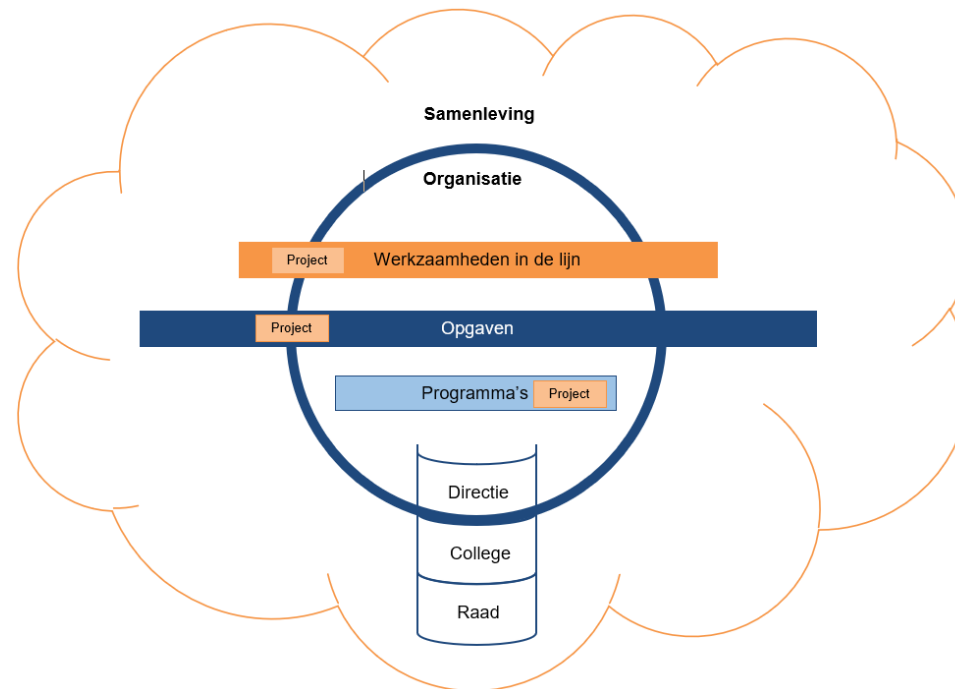 Samenleving
Organisatie
Project Werkzaamheden in de lijn
Project Opgaven
Programma's Project
Directie
College
Raad